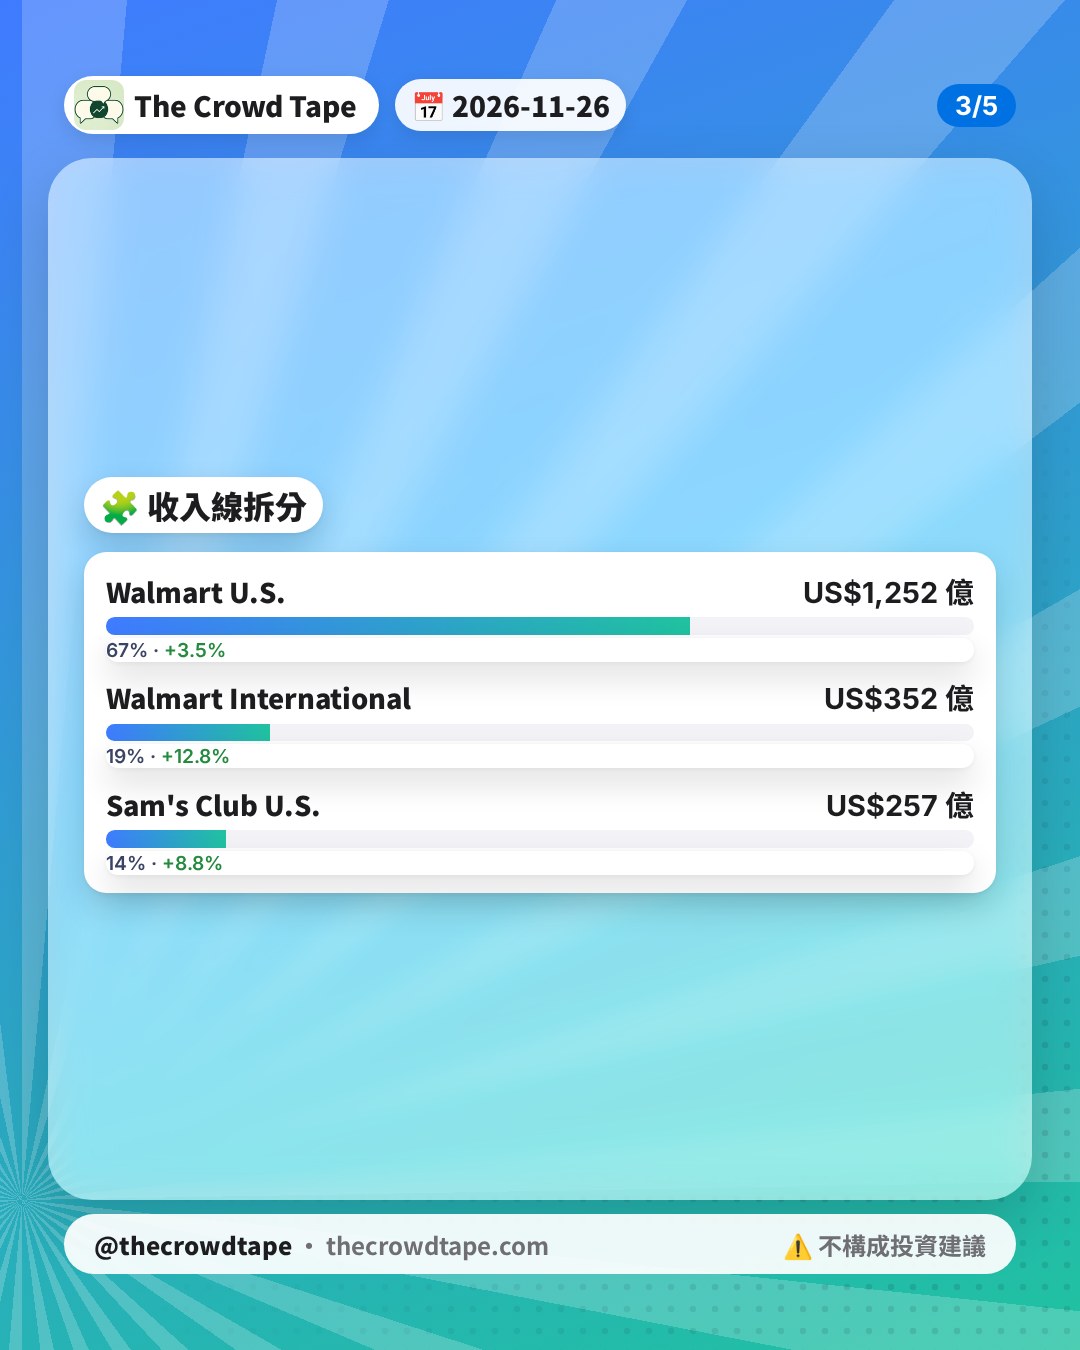 The Crowd Tape
📅 2026-11-26
3/5
🧩 收入線拆分
Walmart U.S. US$1,252 億
67% · +3.5%
Walmart International US$352 億
19% · +12.8%
Sam's Club U.S. US$257 億
14% · +8.8%
@thecrowdtape • thecrowdtape.com ⚠️ 不構成投資建議